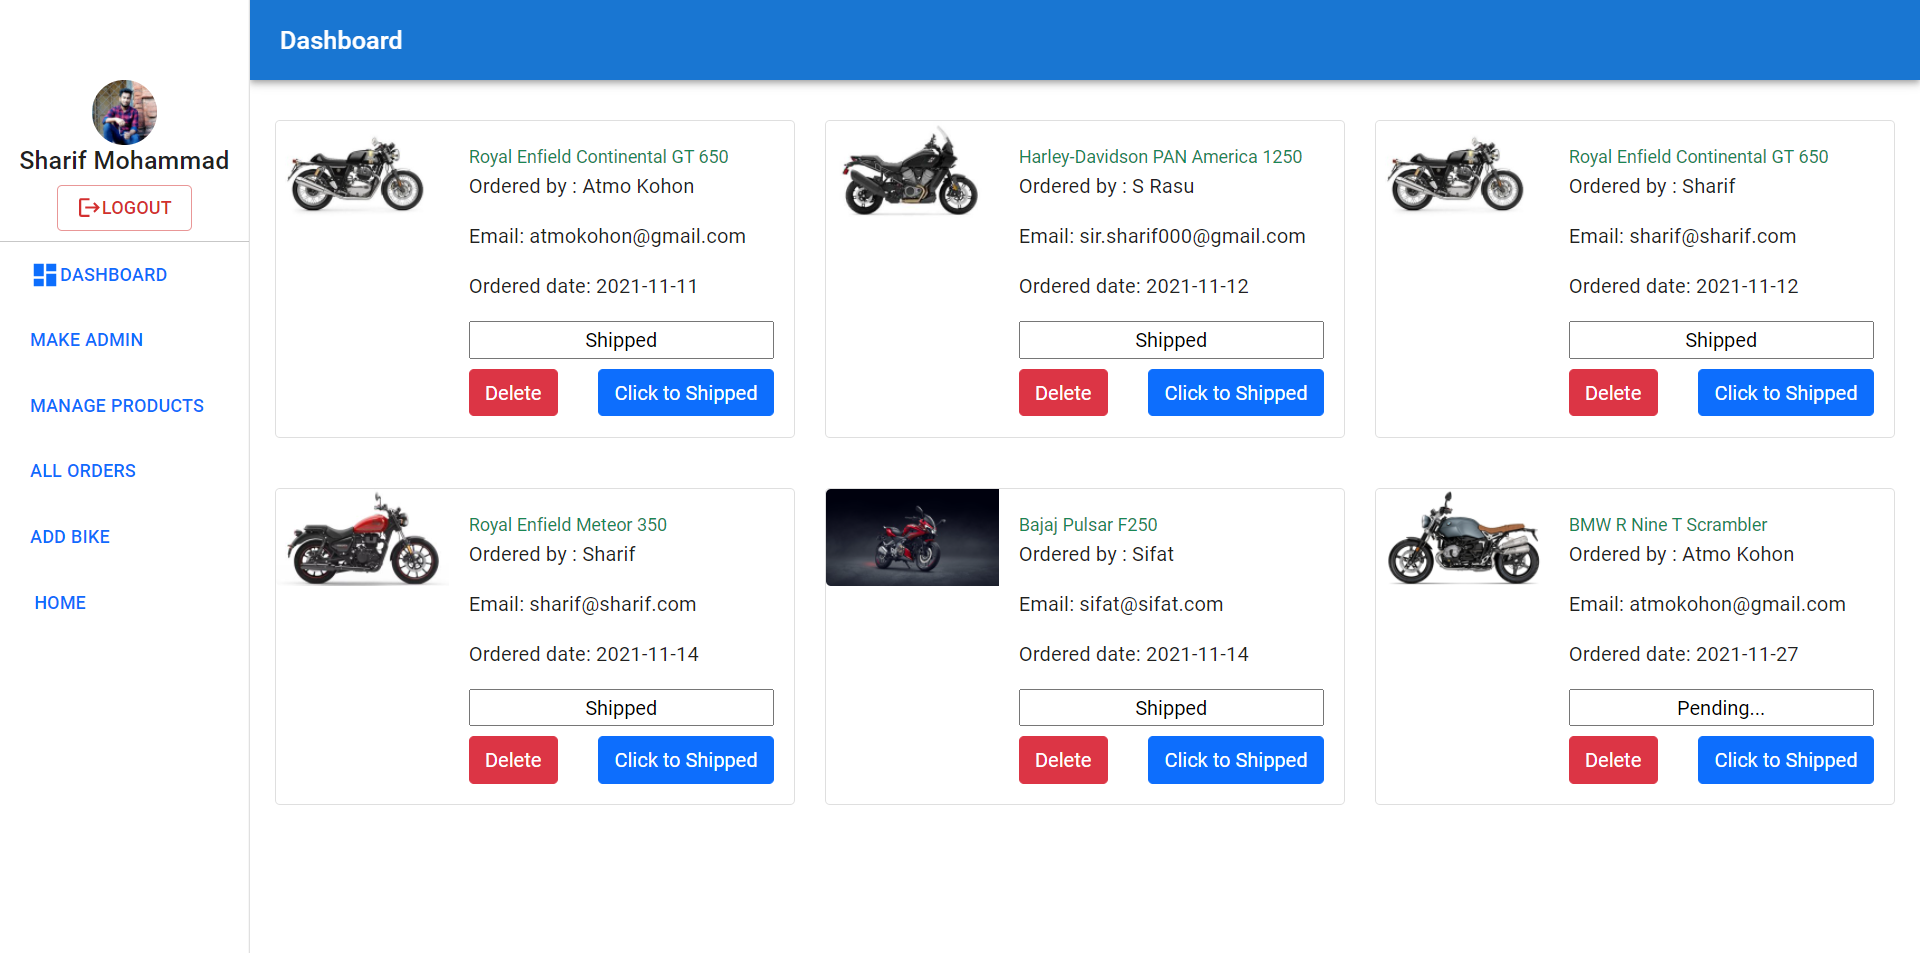 Dashboard
Sharif Mohammad
LOGOUT
DASHBOARD
MAKE ADMIN
MANAGE PRODUCTS
ALL ORDERS
ADD BIKE
HOME
Royal Enfield Continental GT 650
Ordered by : Atmo Kohon
Email: atmokohon@gmail.com
Ordered date: 2021-11-11
Shipped
Delete
Click to Shipped
Harley-Davidson PAN America 1250
Ordered by : S Rasu
Email: sir.sharif000@gmail.com
Ordered date: 2021-11-12
Shipped
Delete
Click to Shipped
Royal Enfield Continental GT 650
Ordered by : Sharif
Email: sharif@sharif.com
Ordered date: 2021-11-12
Shipped
Delete
Click to Shipped
Royal Enfield Meteor 350
Ordered by : Sharif
Email: sharif@sharif.com
Ordered date: 2021-11-14
Shipped
Delete
Click to Shipped
Bajaj Pulsar F250
Ordered by : Sifat
Email: sifat@sifat.com
Ordered date: 2021-11-14
Shipped
Delete
Click to Shipped
BMW R Nine T Scrambler
Ordered by : Atmo Kohon
Email: atmokohon@gmail.com
Ordered date: 2021-11-27
Pending...
Delete
Click to Shipped